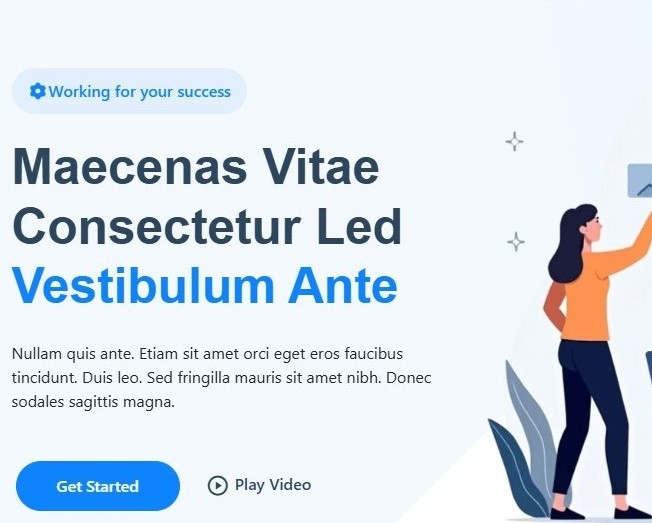 Working for your success
Maecenas Vitae
Consectetur Led
Vestibulum Ante
Nullam quis ante. Etiam sit amet orci eget eros faucibus
tincidunt. Duis leo. Sed fringilla mauris sit amet nibh. Donec
sodales sagittis magna.
Get Started
Play Video